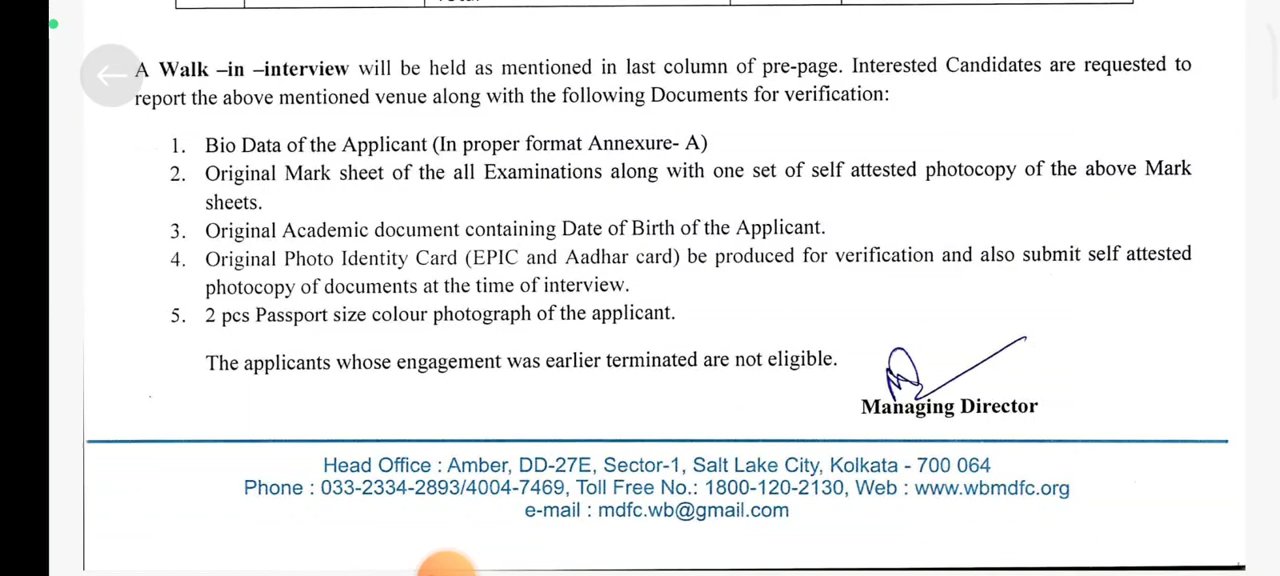 A Walk –in –interview will be held as mentioned in last column of pre-page. Interested Candidates are requested to
report the above mentioned venue along with the following Documents for verification:
1. Bio Data of the Applicant (In proper format Annexure- A)
2. Original Mark sheet of the all Examinations along with one set of self attested photocopy of the above Mark
sheets.
3. Original Academic document containing Date of Birth of the Applicant.
4. Original Photo Identity Card (EPIC and Aadhar card) be produced for verification and also submit self attested
photocopy of documents at the time of interview.
5. 2 pcs Passport size colour photograph of the applicant.
The applicants whose engagement was earlier terminated are not eligible.
Managing Director
Head Office : Amber, DD-27E, Sector-1, Salt Lake City, Kolkata - 700 064
Phone : 033-2334-2893/4004-7469, Toll Free No.: 1800-120-2130, Web : www.wbmdfc.org
e-mail : mdfc.wb@gmail.com